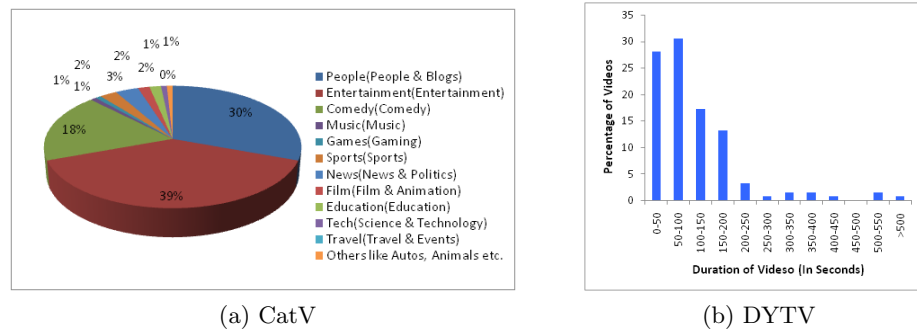 1%
1%
2%
2%
1%
3%
2%
0%
1%
18%
30%
39%
People(People & Blogs)
Entertainment(Entertainment)
Comedy(Comedy)
Music(Music)
Games(Gaming)
Sports(Sports)
News(News & Politics)
Film(Film & Animation)
Education(Education)
Tech(Science & Technology)
Travel(Travel & Events)
Others like Autos, Animals etc.
(a) CatV
35
30
25
20
15
10
5
0
Percentage of Videos
0-50
50-100
100-150
150-200
200-250
250-300
300-350
350-400
400-450
450-500
500-550
>500
Duration of Videso (In Seconds)
(b) DYTV